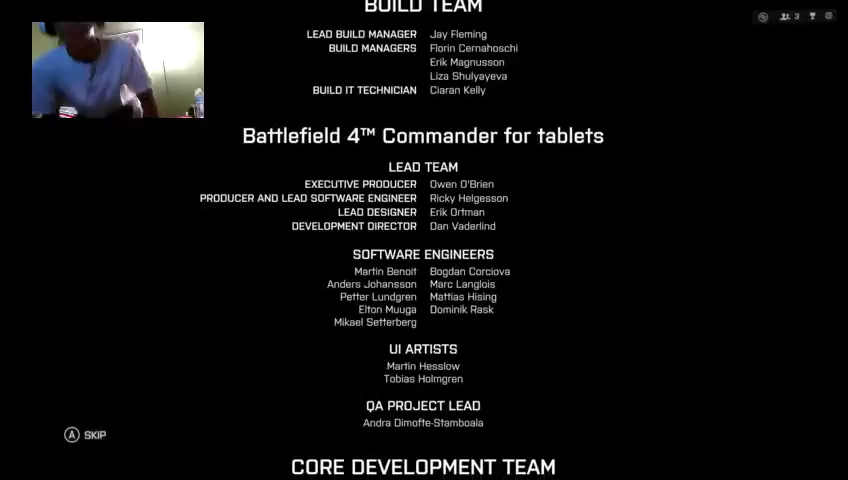 BUILD TEAM
3
LEAD BUILD MANAGER Jay Fleming
BUILD MANAGERS Florin Cernahoschi
Erik Magnusson
Liza Shulyayeva
BUILD IT TECHNICIAN Ciaran Kelly
Battlefield 4™ Commander for tablets
LEAD TEAM
EXECUTIVE PRODUCER Owen O'Brien
PRODUCER AND LEAD SOFTWARE ENGINEER Ricky Helgesson
LEAD DESIGNER Erik Ortman
DEVELOPMENT DIRECTOR Dan Vaderlind
SOFTWARE ENGINEERS
Martin Benoit Bogdan Corciova
Anders Johansson Marc Langlois
Petter Lundgren Mattias Hising
Elton Muuga Dominik Rask
Mikael Setterberg
UI ARTISTS
Martin Hesslow
Tobias Holmgren
QA PROJECT LEAD
Andra Dimofte-Stamboala
A SKIP
CORE DEVELOPMENT TEAM